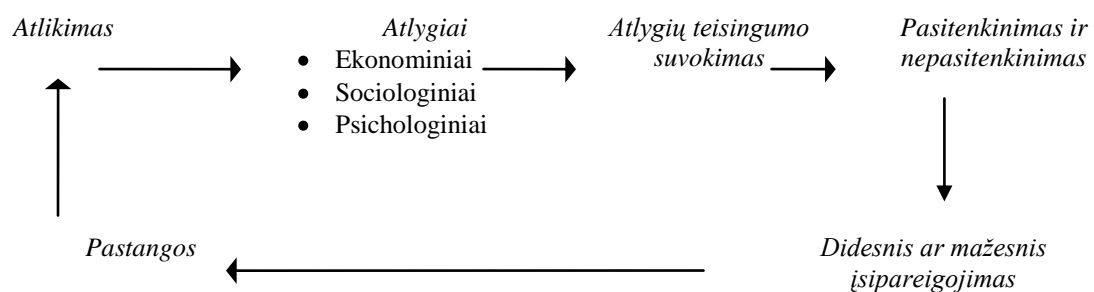 Atlikimas
Atlygiai
• Ekonominiai
• Sociologiniai
• Psichologiniai
Atlygių teisingumo
suvokimas
Pasitenkinimas ir
nepasitenkinimas
Didesnis ar mažesnis
įsipareigojimas
Pastangos